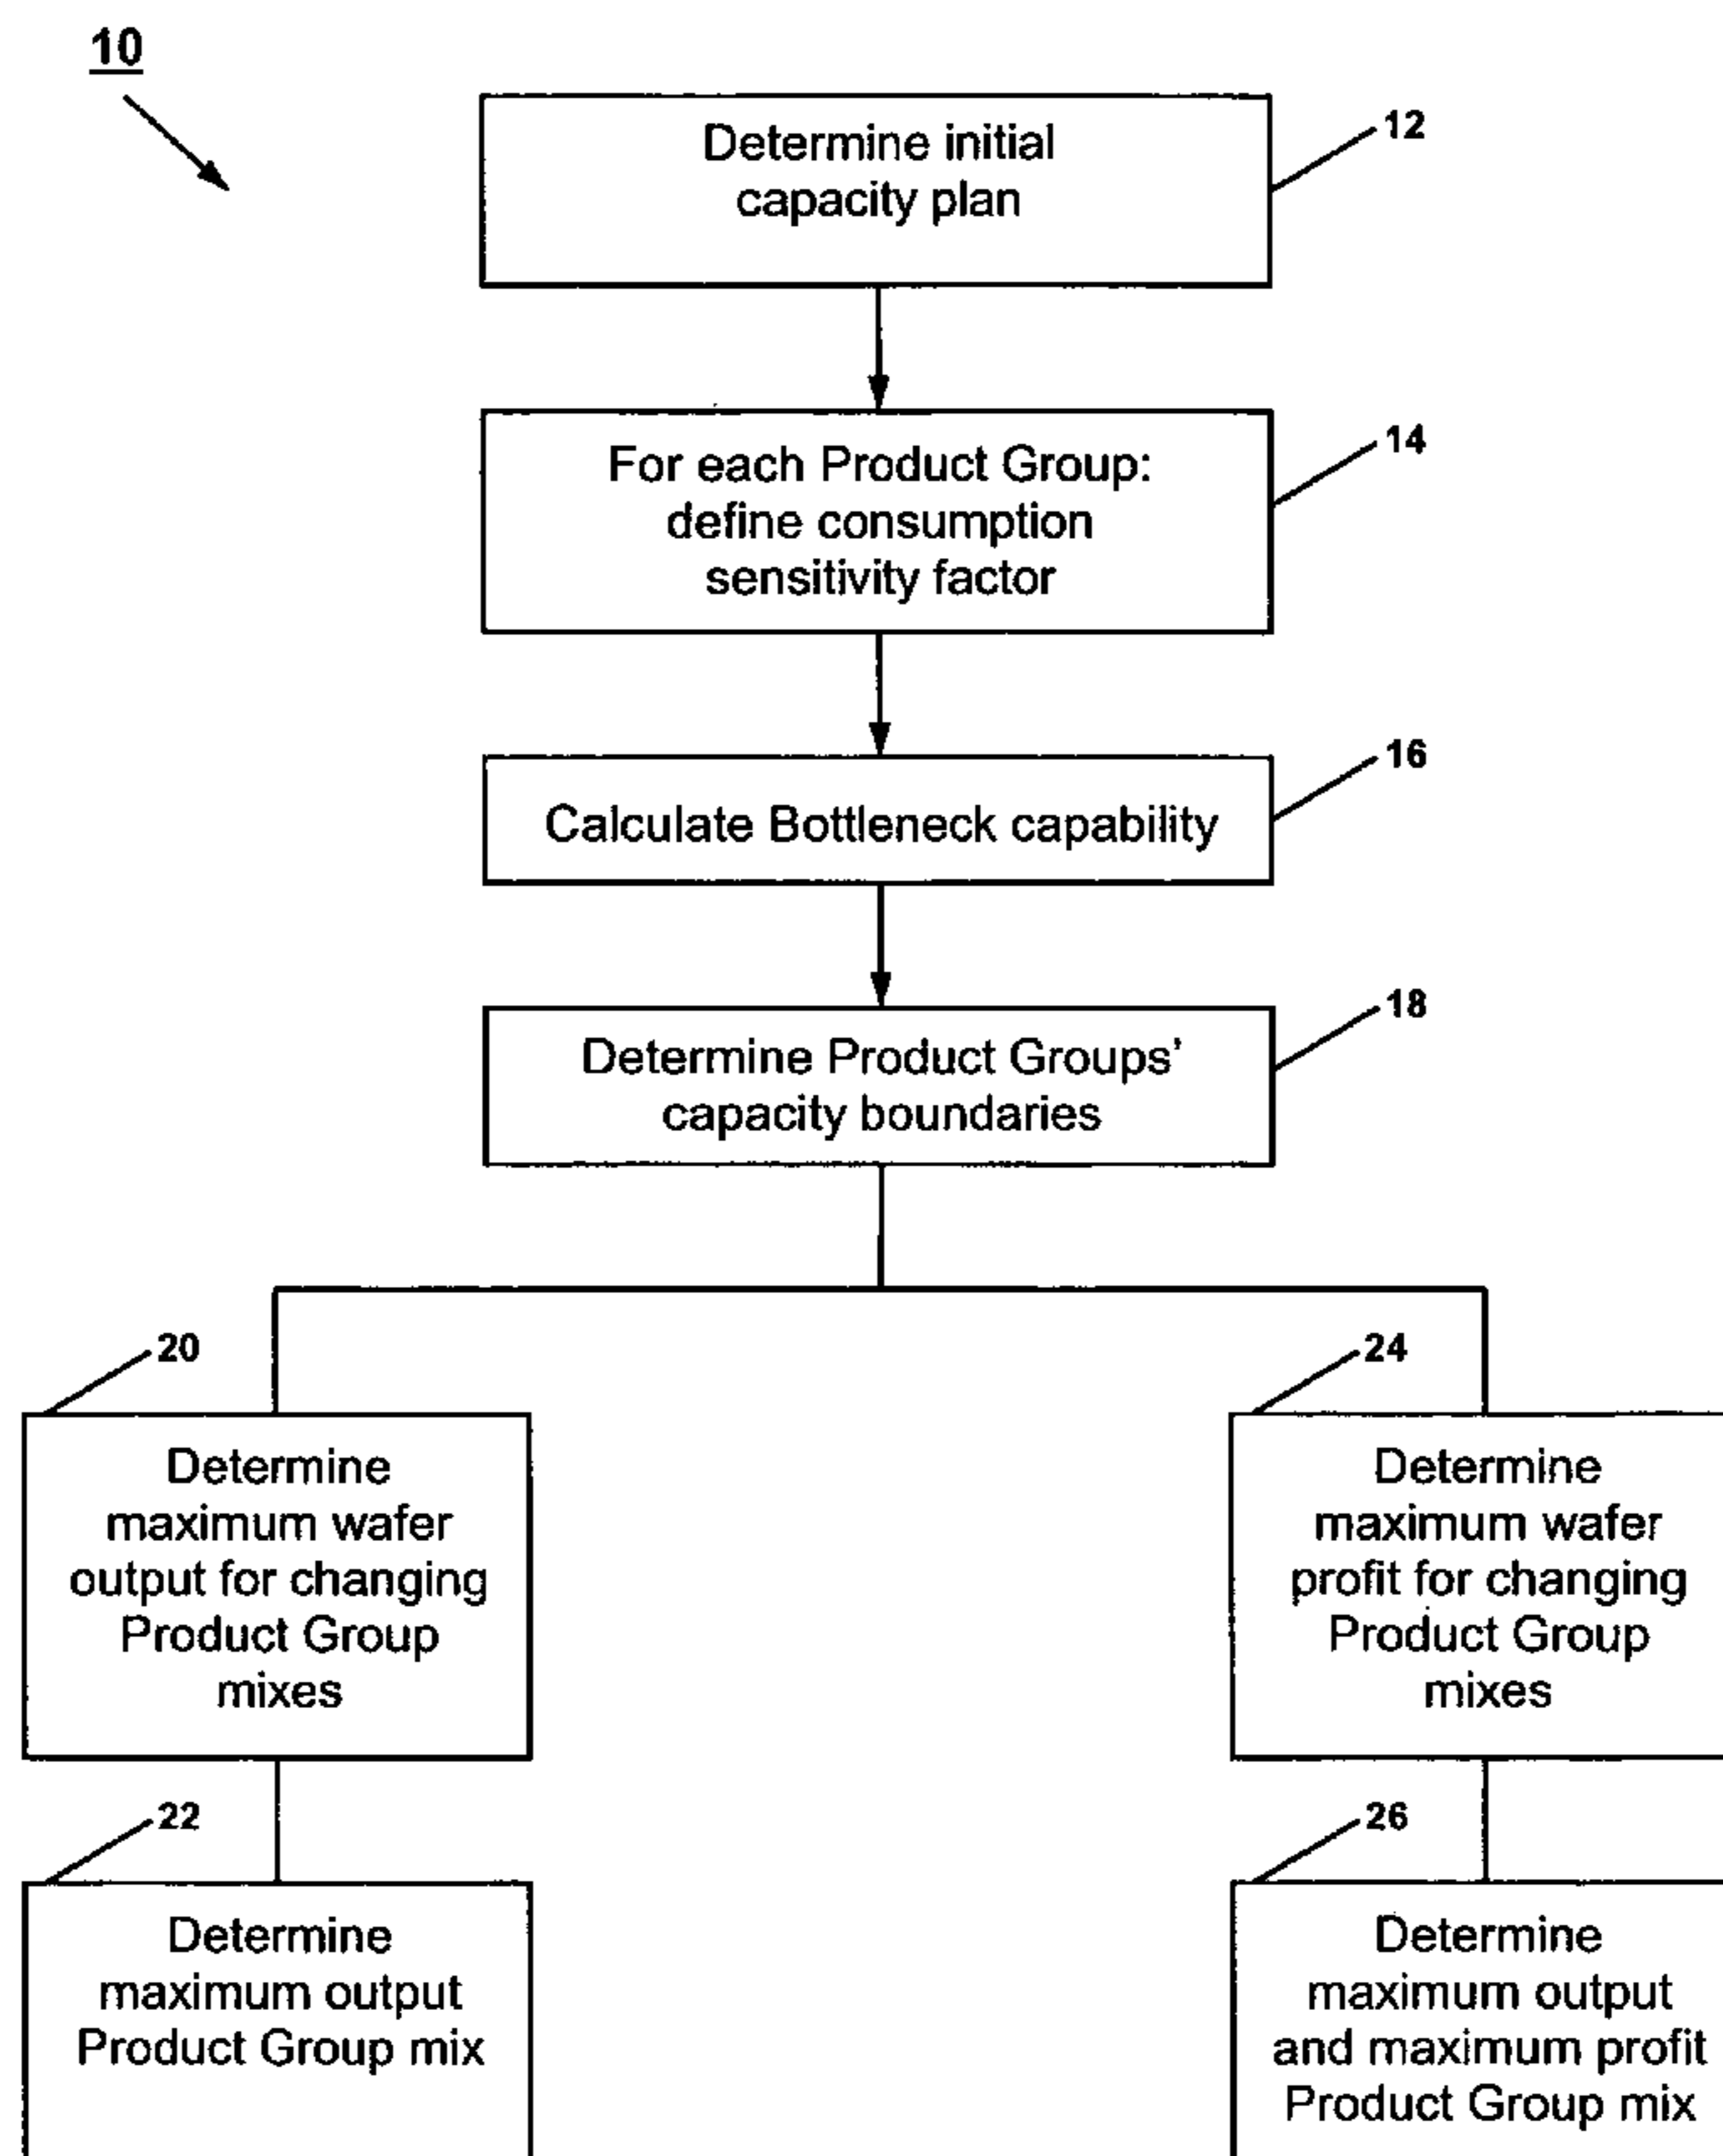 10
Determine initial
capacity plan
12
For each Product Group:
define consumption
sensitivity factor
14
Calculate Bottleneck capability
16
Determine Product Groups’
capacity boundaries
18
20
Determine
maximum wafer
output for changing
Product Group
mixes
24
Determine
maximum wafer
profit for changing
Product Group
mixes
22
Determine
maximum output
Product Group mix
26
Determine
maximum output
and maximum profit
Product Group mix